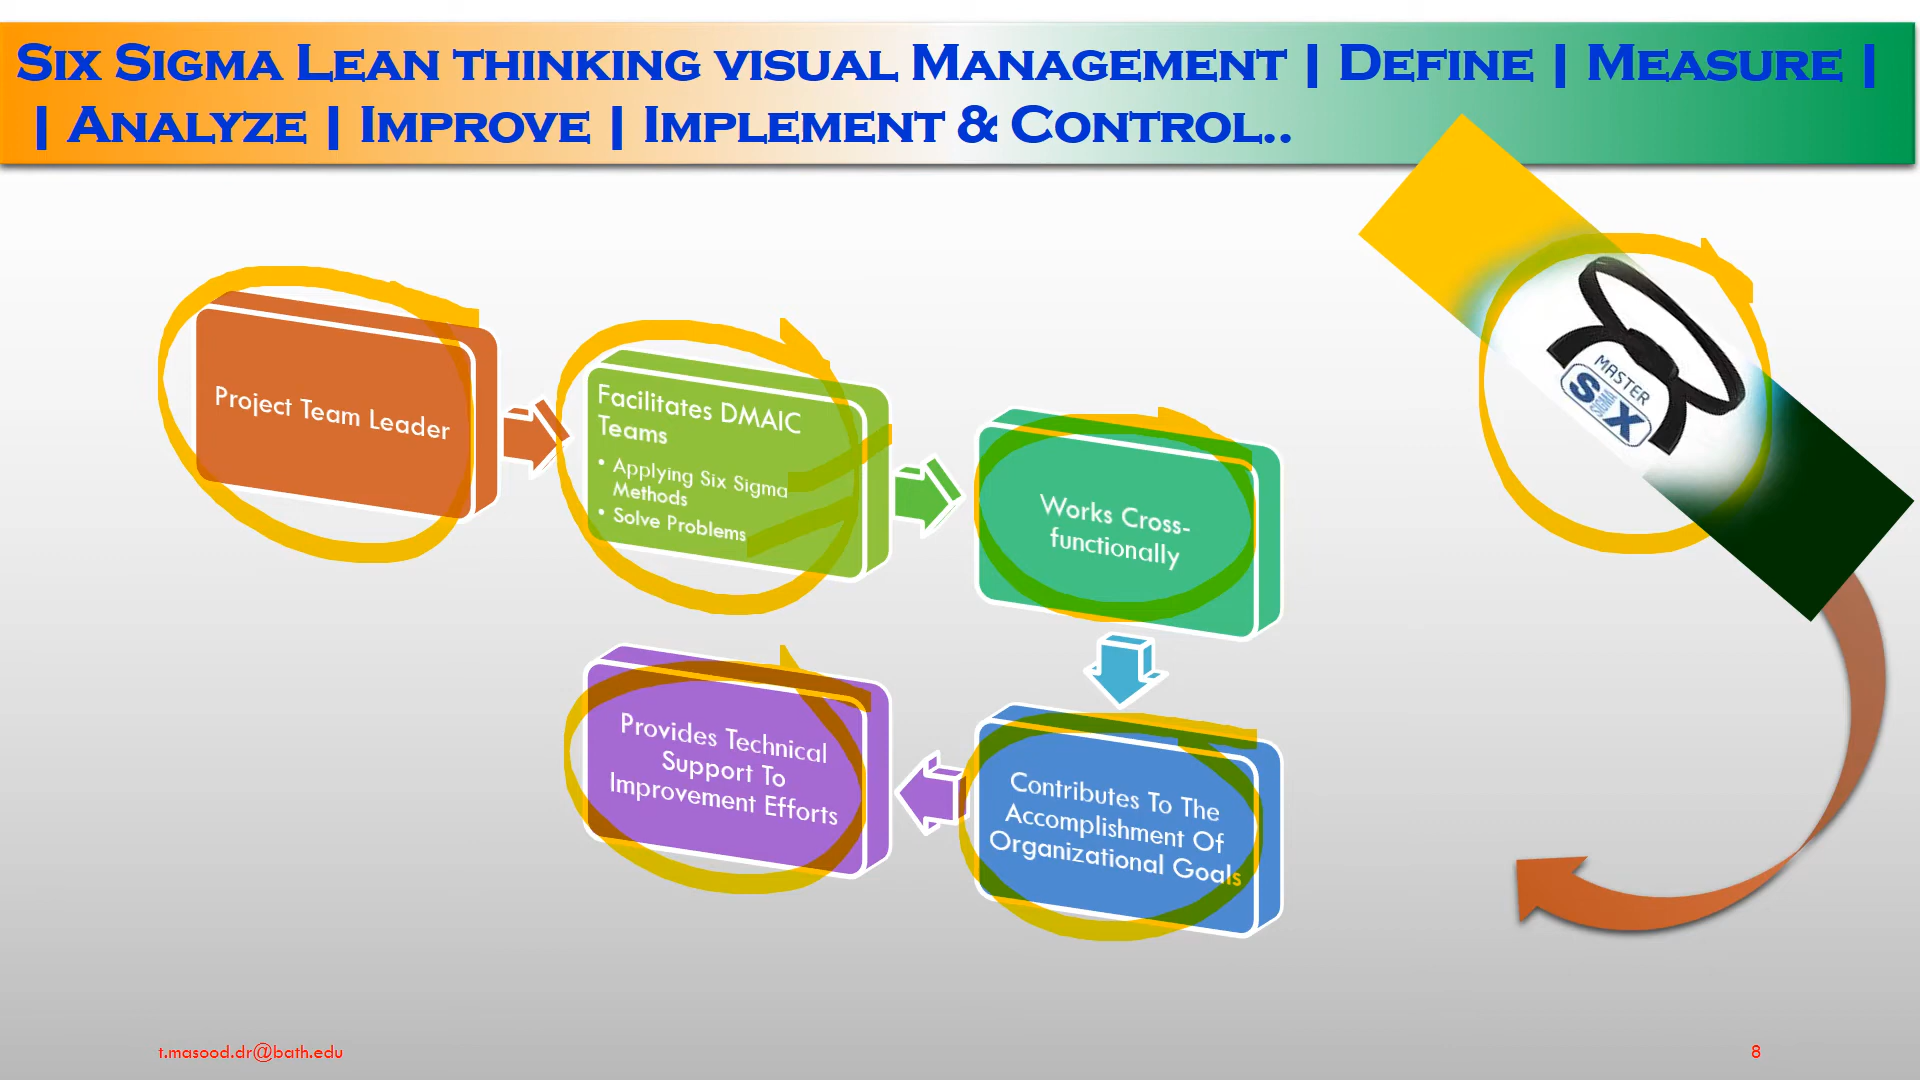 Six Sigma Lean thinking visual Management | Define | Measure |
| Analyze | Improve | Implement & Control..
MASTER
SIX
SIGMA
Project Team Leader
Facilitates DMAIC
Teams
• Applying Six Sigma
Methods
• Solve Problems
Works Cross-
functionally
Provides Technical
Support To
Improvement Efforts
Contributes To The
Accomplishment Of
Organizational Goals
t.masood.dr@bath.edu
8